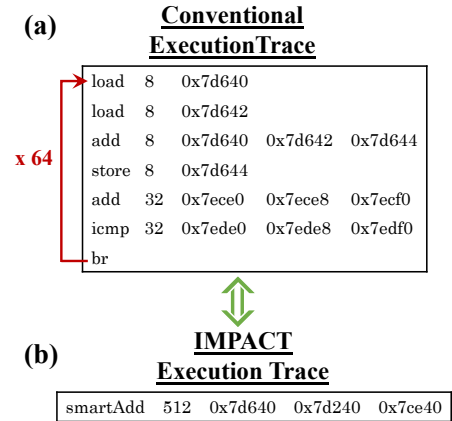 (a)
Conventional
ExecutionTrace
load 8 0x7d640
load 8 0x7d642
add 8 0x7d640 0x7d642 0x7d644
x 64
store 8 0x7d644
add 32 0x7ece0 0x7ece8 0x7ecf0
icmp 32 0x7ede0 0x7ede8 0x7edf0
br
(b)
IMPACT
Execution Trace
smartAdd 512 0x7d640 0x7d240 0x7ce40